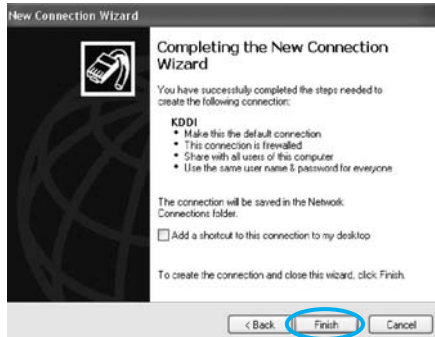 New Connection Wizard
Completing the New Connection
Wizard
You have successfully completed the steps needed to
create the following connection:
KDDI
* Make this the default connection
* This connection is firewalled
* Share with all users of this computer
* Use the same user name & password for everyone
The connection will be saved in the Network
Connections folder.
Add a shortcut to this connection to my desktop
To create the connection and close this wizard, click Finish.
< Back Finish Cancel